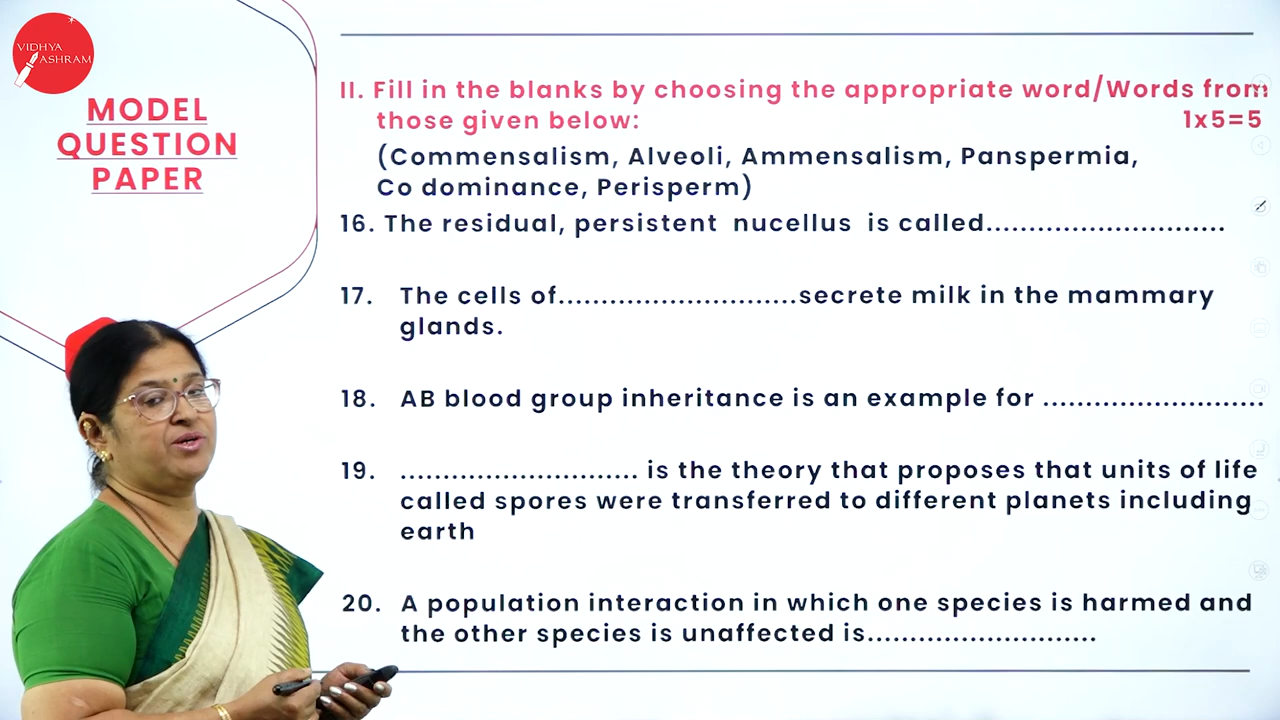 VIDHYA
ASHRAM
MODEL
QUESTION
PAPER
II. Fill in the blanks by choosing the appropriate word/Words from
those given below: 1x5=5
(Commensalism, Alveoli, Ammensalism, Panspermia,
Co dominance, Perisperm)
16. The residual, persistent nucellus is called............................
17. The cells of............................secrete milk in the mammary
glands.
18. AB blood group inheritance is an example for ..........................
19. ............................ is the theory that proposes that units of life
called spores were transferred to different planets including
earth
20. A population interaction in which one species is harmed and
the other species is unaffected is...........................